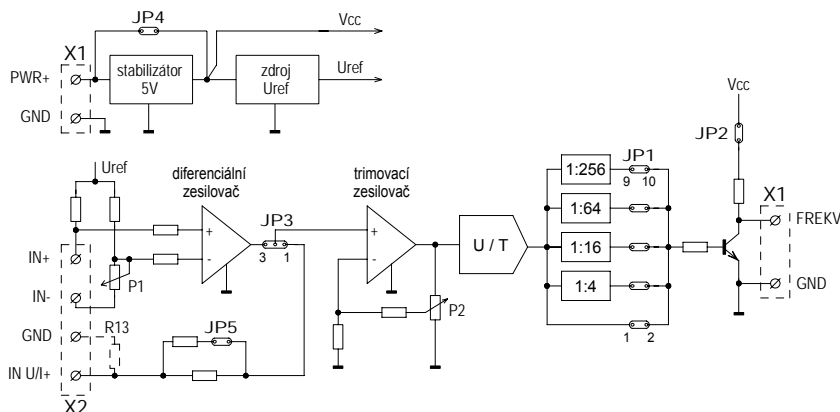 JP4
Vcc
X1
PWR+
stabilizátor
5V
zdroj
Uref
Uref
GND
Vcc
JP2
Uref
diferenciální
zesilovač
trimovací
zesilovač
1:256
JP1
9 10
X1
JP3
1:64
FREKV
+
-
3 1
+
-
U / T
1:16
IN+
P1
IN-
1:4
GND
P2
GND
R13
JP5
1 2
IN U/I+
X2